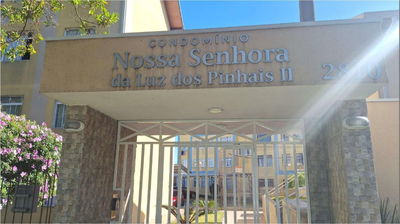 CONDOMÍNIO
Nossa Senhora
da Luz dos Pinhais II